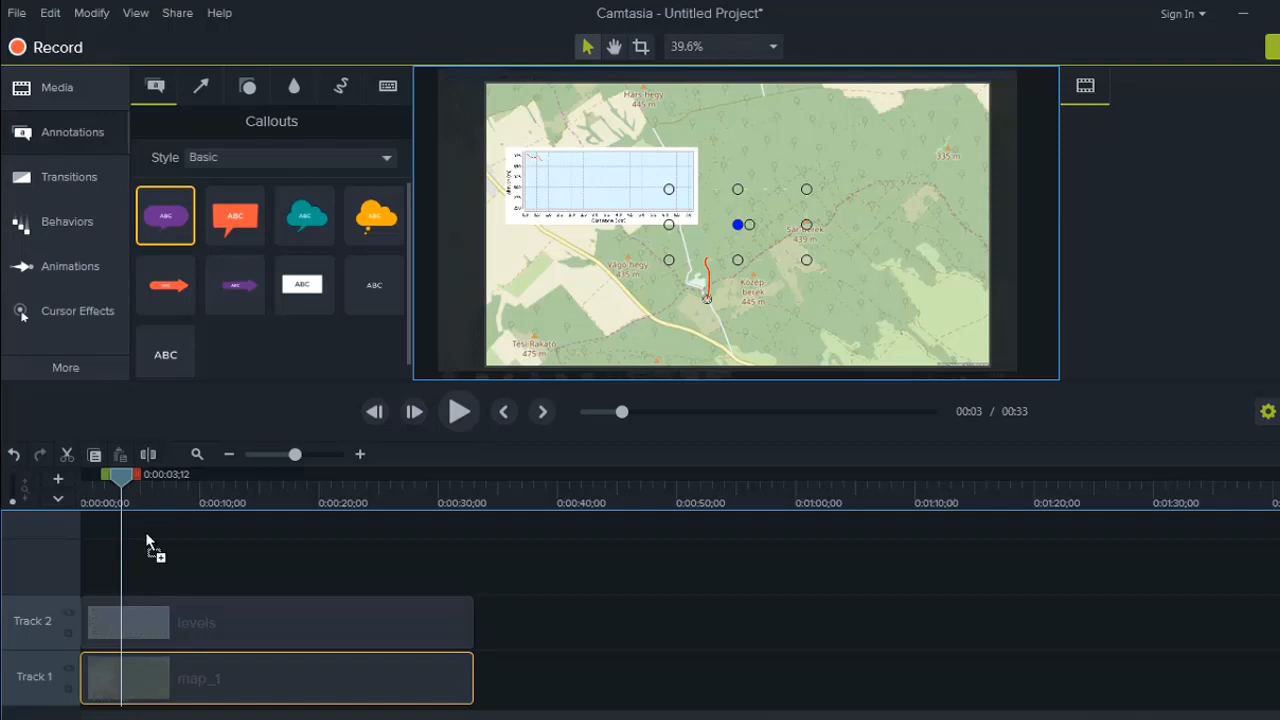 File Edit Modify View Share Help
Camtasia - Untitled Project*
Sign In
Record
39.6%
Media
Annotations
Transitions
Behaviors
Animations
Cursor Effects
More
Callouts
Style Basic
ABC ABC ABC ABC
ABC
ABC
ABC
Hárs-hegy
445 m
335 m
439 m
Distance (km)
Vágó-hegy
435 m
Közép-
berek
445 m
Tési Rakató
475 m
00:03 / 00:33
0:00:03;12
0:00:00;00 0:00:10;00 0:00:20;00 0:00:30;00 0:00:40;00 0:00:50;00 0:01:00;00 0:01:10;00 0:01:20;00 0:01:30;00
Track 2
levels
Track 1
map_1